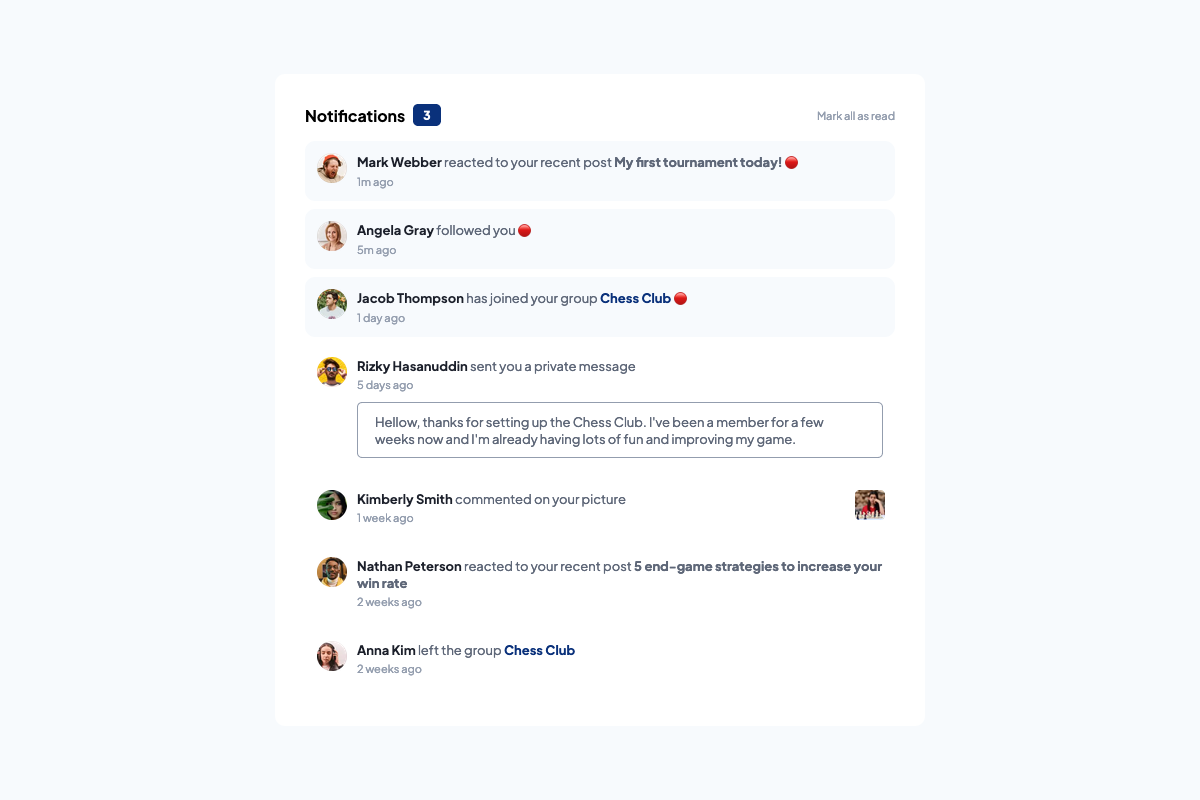 Notifications 3
Mark all as read
Mark Webber reacted to your recent post My first tournament today!
1m ago
Angela Gray followed you
5m ago
Jacob Thompson has joined your group Chess Club
1 day ago
Rizky Hasanuddin sent you a private message
5 days ago
Hellow, thanks for setting up the Chess Club. I've been a member for a few
weeks now and I'm already having lots of fun and improving my game.
Kimberly Smith commented on your picture
1 week ago
Nathan Peterson reacted to your recent post 5 end-game strategies to increase your
win rate
2 weeks ago
Anna Kim left the group Chess Club
2 weeks ago